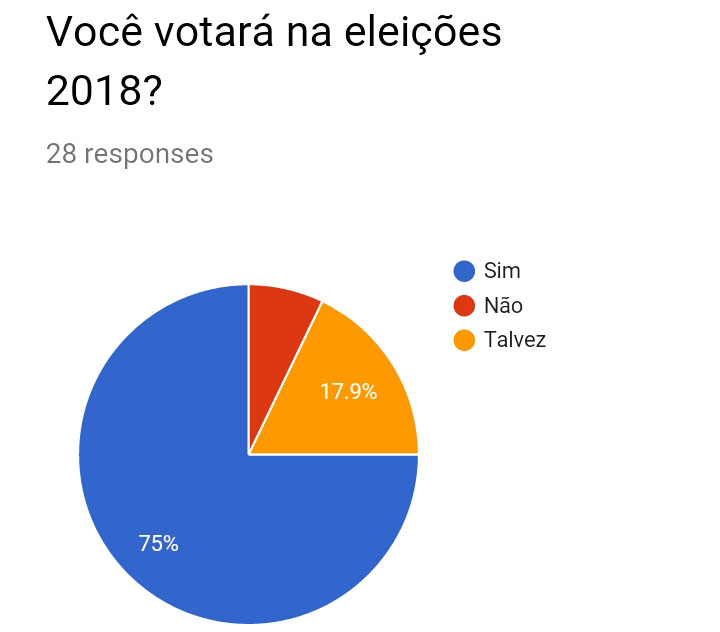 Você votará na eleições
2018?
28 responses
Sim
Não
Talvez
17.9%
75%